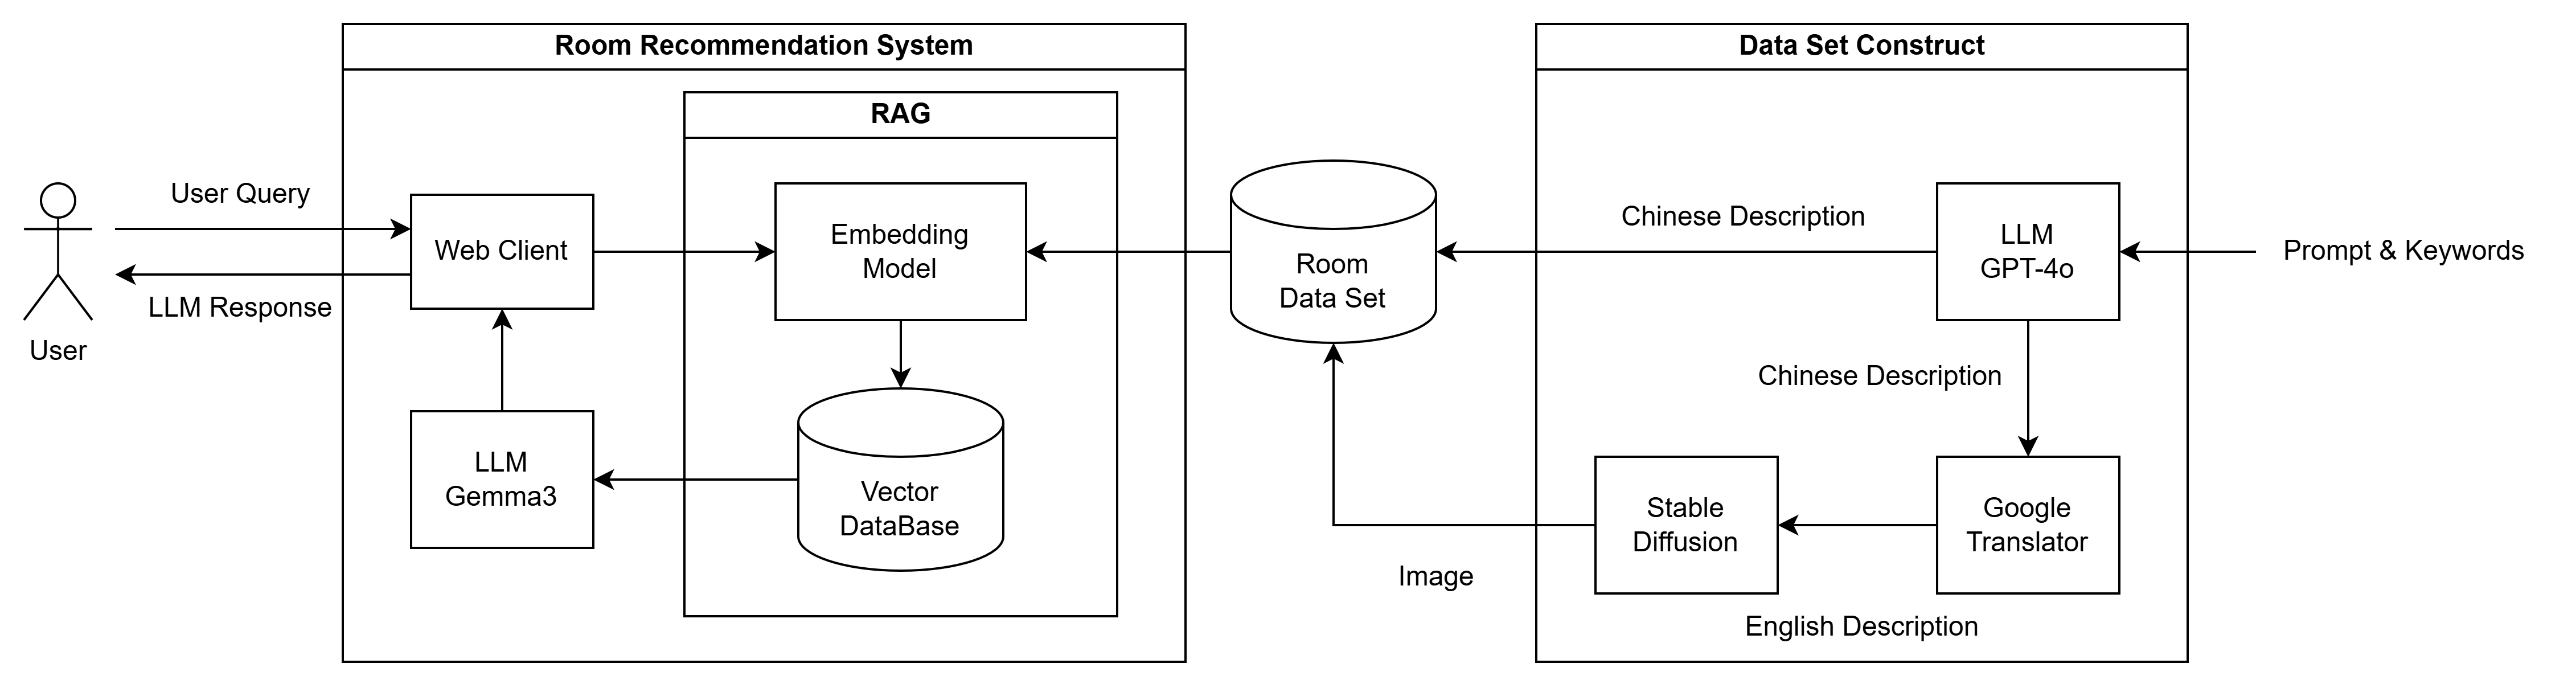 Room Recommendation System
Data Set Construct
RAG
User Query
Web Client
LLM Response
User
Embedding
Model
LLM
Gemma3
Vector
DataBase
Room
Data Set
Chinese Description
LLM
GPT-4o
Prompt & Keywords
Chinese Description
Stable
Diffusion
Google
Translator
Image
English Description